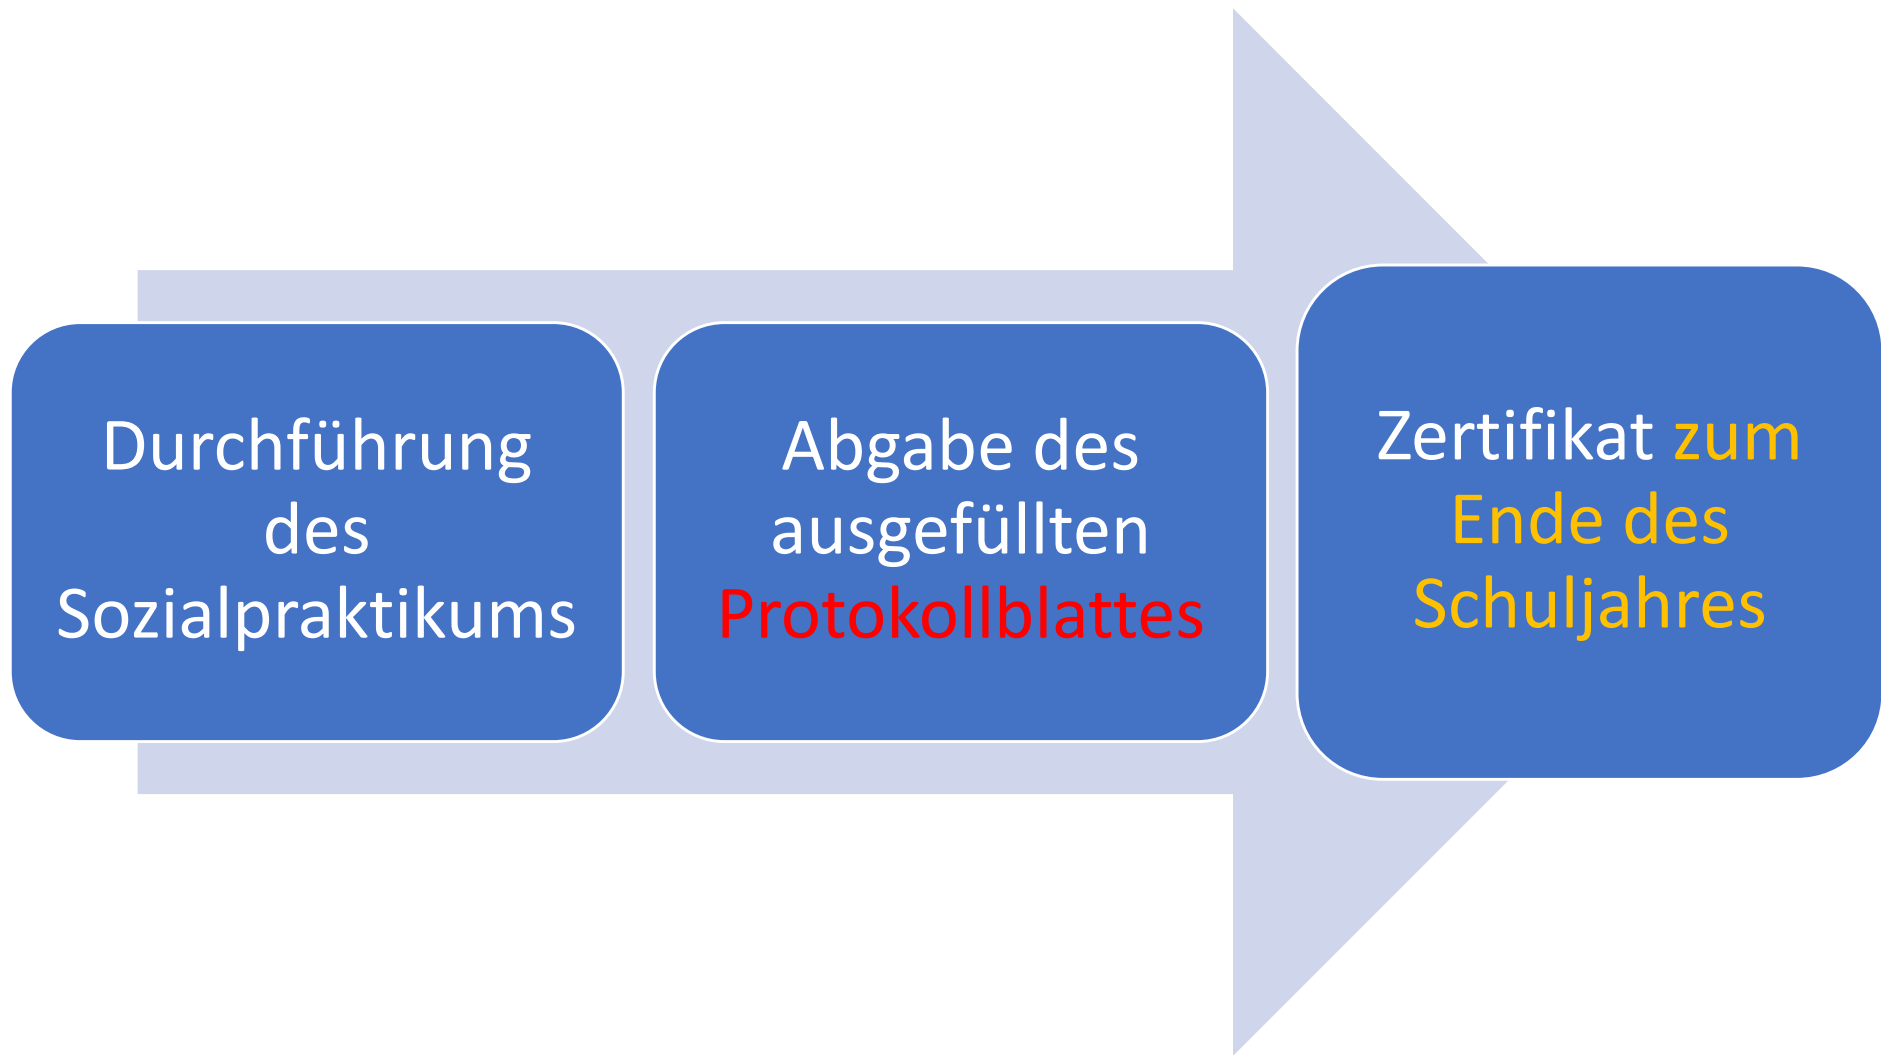 Durchführung
des
Sozialpraktikums
Abgabe des
ausgefüllten
Protokollblattes
Zertifikat zum
Ende des
Schuljahres